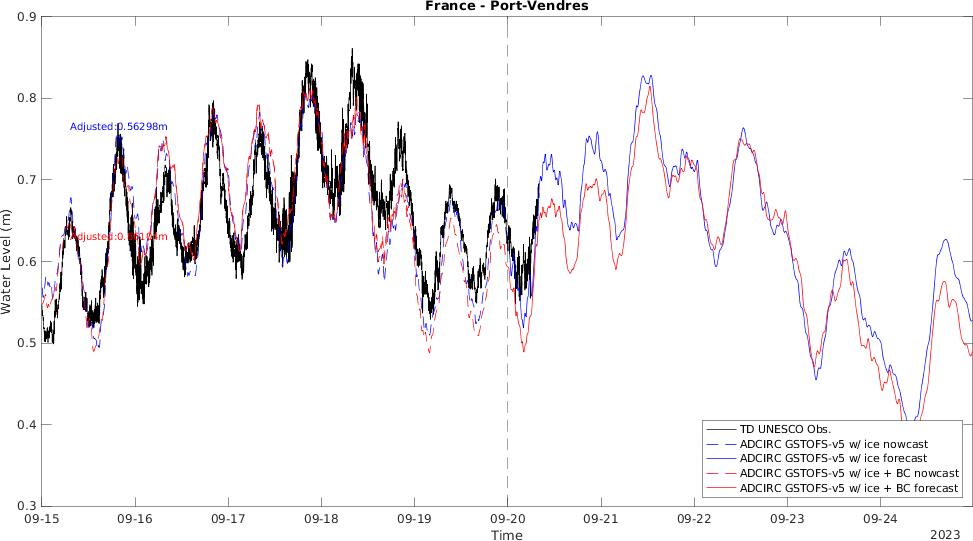 France - Port-Vendres
0.9
0.8
0.7
0.6
0.5
0.4
0.3
Water Level (m)
Adjusted:0.56298m
09-15
09-16
09-17
09-18
09-19
09-20
09-21
09-22
09-23
09-24
Time
2023
TD UNESCO Obs.
ADCIRC GSTOFS-v5 w/ ice nowcast
ADCIRC GSTOFS-v5 w/ ice forecast
ADCIRC GSTOFS-v5 w/ ice + BC nowcast
ADCIRC GSTOFS-v5 w/ ice + BC forecast